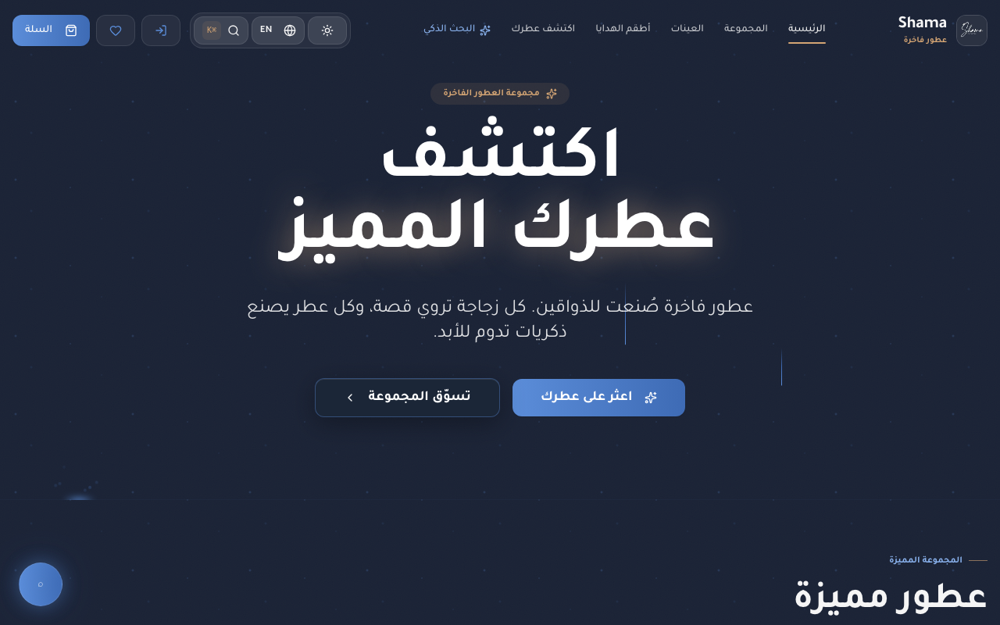 Shama
عطور فاخرة
الرئيسية
المجموعة
العينات
أطقم الهدايا
اكتشف عطرك
البحث الذكي
EN
السلة
مجموعة العطور الفاخرة
اكتشف
عطرك المميز
عطور فاخرة صُنعت للذواقين. كل زجاجة تروي قصة، وكل عطر يصنع
ذكريات تدوم للأبد.
اعثر على عطرك
تسوّق المجموعة
المجموعة المميزة
عطور مميزة